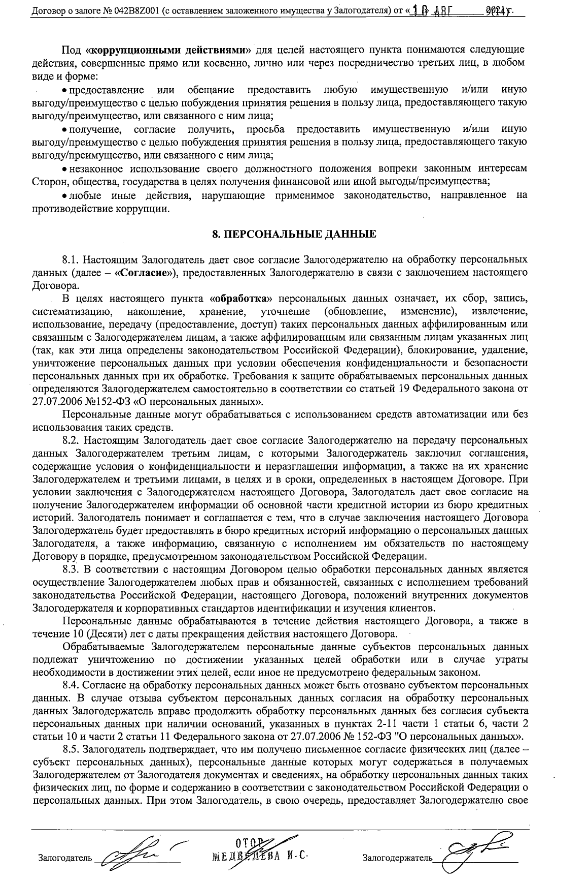 Договор о залоге № 042B8Z001 (с оставлением заложенного имущества у Залогодателя) от «10 АВГ 2024г.
Под «коррупционными действиями» для целей настоящего пункта понимаются следующие
действия, совершенные прямо или косвенно, лично или через посредничество третьих лиц, в любом
виде и форме:
• предоставление или обещание предоставить любую имущественную и/или иную
выгоду/преимущество с целью побуждения принятия решения в пользу лица, предоставляющего такую
выгоду/преимущество, или связанного с ним лица;
• получение, согласие получить, просьба предоставить имущественную и/или иную
выгоду/преимущество с целью побуждения принятия решения в пользу лица, предоставляющего такую
выгоду/преимущество, или связанного с ним лица;
• незаконное использование своего должностного положения вопреки законным интересам
Сторон, общества, государства в целях получения финансовой или иной выгоды/преимущества;
• любые иные действия, нарушающие применимое законодательство, направленное на
противодействие коррупции.
8. ПЕРСОНАЛЬНЫЕ ДАННЫЕ
8.1. Настоящим Залогодатель дает свое согласие Залогодержателю на обработку персональных
данных (далее – «Согласие»), предоставленных Залогодержателю в связи с заключением настоящего
Договора.
В целях настоящего пункта «обработка» персональных данных означает, их сбор, запись,
систематизацию, накопление, хранение, уточнение (обновление, изменение), извлечение,
использование, передачу (предоставление, доступ) таких персональных данных аффилированным или
связанным с Залогодержателем лицам, а также аффилированным или связанным лицам указанных лиц
(так, как эти лица определены законодательством Российской Федерации), блокирование, удаление,
уничтожение персональных данных при условии обеспечения конфиденциальности и безопасности
персональных данных при их обработке. Требования к защите обрабатываемых персональных данных
определяются Залогодержателем самостоятельно в соответствии со статьей 19 Федерального закона от
27.07.2006 №152-ФЗ «О персональных данных».
Персональные данные могут обрабатываться с использованием средств автоматизации или без
использования таких средств.
8.2. Настоящим Залогодатель дает свое согласие Залогодержателю на передачу персональных
данных Залогодержателем третьим лицам, с которыми Залогодержатель заключил соглашения,
содержащие условия о конфиденциальности и неразглашении информации, а также на их хранение
Залогодержателем и третьими лицами, в целях и в сроки, определенных в настоящем Договоре. При
условии заключения с Залогодержателем настоящего Договора, Залогодатель дает свое согласие на
получение Залогодержателем информации об основной части кредитной истории из бюро кредитных
историй. Залогодатель понимает и соглашается с тем, что в случае заключения настоящего Договора
Залогодержатель будет предоставлять в бюро кредитных историй информацию о персональных данных
Залогодателя, а также информацию, связанную с исполнением им обязательств по настоящему
Договору в порядке, предусмотренном законодательством Российской Федерации.
8.3. В соответствии с настоящим Договором целью обработки персональных данных является
осуществление Залогодержателем любых прав и обязанностей, связанных с исполнением требований
законодательства Российской Федерации, настоящего Договора, положений внутренних документов
Залогодержателя и корпоративных стандартов идентификации и изучения клиентов.
Персональные данные обрабатываются в течение действия настоящего Договора, а также в
течение 10 (Десяти) лет с даты прекращения действия настоящего Договора.
Обрабатываемые Залогодержателем персональные данные субъектов персональных данных
подлежат уничтожению по достижении указанных целей обработки или в случае утраты
необходимости в достижении этих целей, если иное не предусмотрено федеральным законом.
8.4. Согласие на обработку персональных данных может быть отозвано субъектом персональных
данных. В случае отзыва субъектом персональных данных согласия на обработку персональных
данных Залогодержатель вправе продолжить обработку персональных данных без согласия субъекта
персональных данных при наличии оснований, указанных в пунктах 2-11 части 1 статьи 6, части 2
статьи 10 и части 2 статьи 11 Федерального закона от 27.07.2006 № 152-ФЗ "О персональных данных».
8.5. Залогодатель подтверждает, что им получено письменное согласие физических лиц (далее –
субъект персональных данных), персональные данные которых могут содержаться в получаемых
Залогодержателем от Залогодателя документах и сведениях, на обработку персональных данных таких
физических лиц, по форме и содержанию в соответствии с законодательством Российской Федерации о
персональных данных. При этом Залогодатель, в свою очередь, предоставляет Залогодержателю свое
Залогодатель
МЕДВЕДЕВА И.С.
Залогодержатель